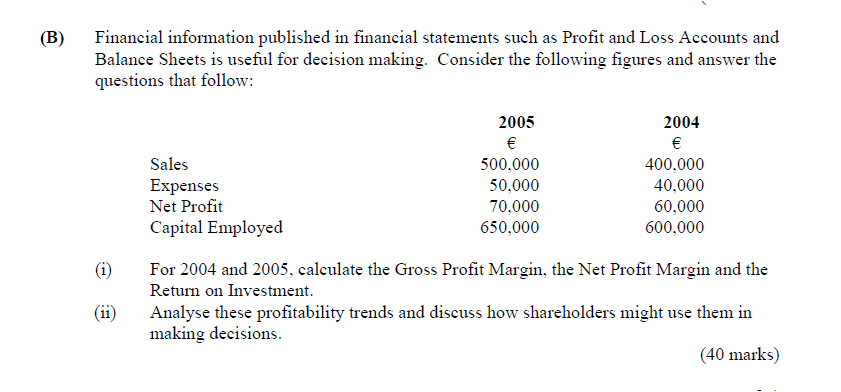 (B) Financial information published in financial statements such as Profit and Loss Accounts and
Balance Sheets is useful for decision making. Consider the following figures and answer the
questions that follow:
2005 2004
€ €
Sales 500,000 400,000
Expenses 50,000 40,000
Net Profit 70,000 60,000
Capital Employed 650,000 600,000
(i) For 2004 and 2005, calculate the Gross Profit Margin, the Net Profit Margin and the
Return on Investment.
(ii) Analyse these profitability trends and discuss how shareholders might use them in
making decisions.
(40 marks)